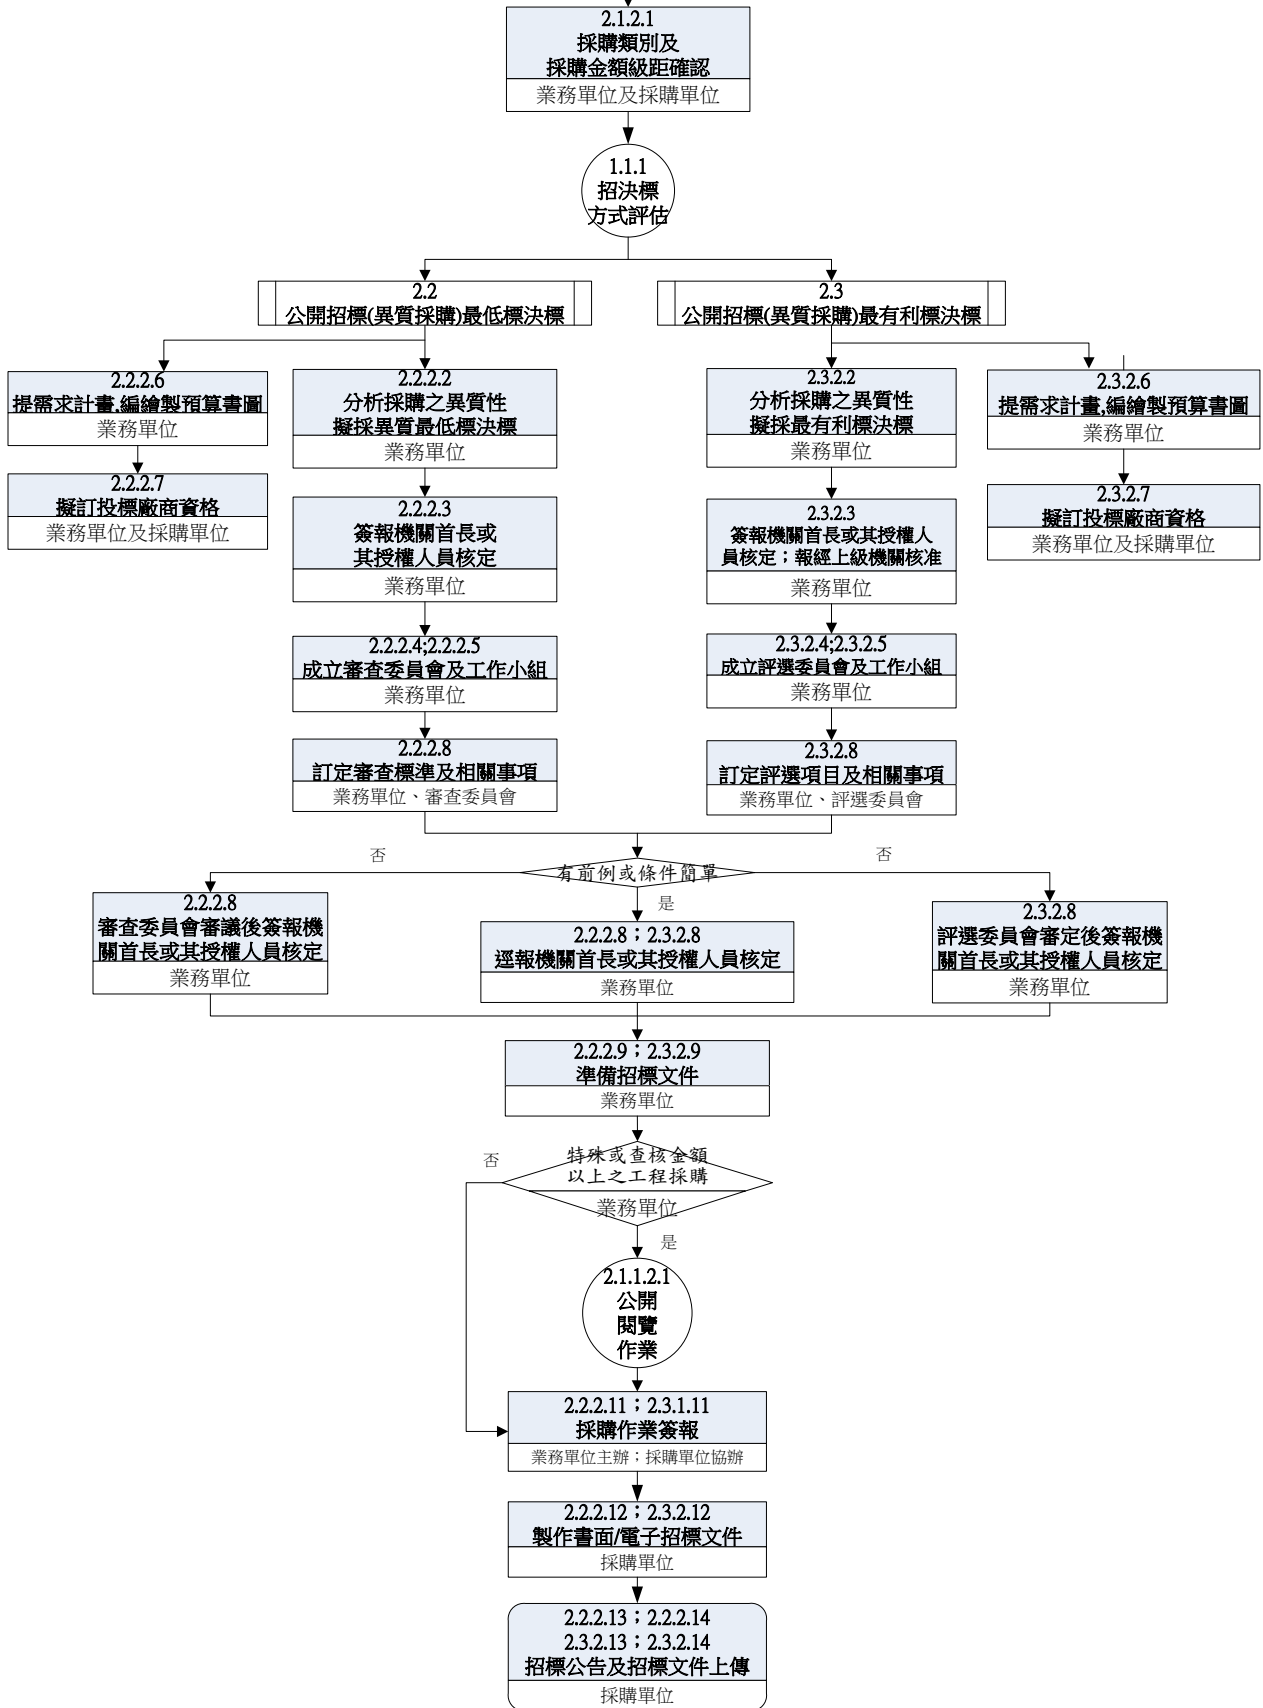 2.1.2.1
採購類別及
採購金額級距確認
業務單位及採購單位
1.1.1
招決標
方式評估
2.2
公開招標(異質採購)最低標決標
2.3
公開招標(異質採購)最有利標決標
2.2.2.6
提需求計畫,編繪製預算書圖
業務單位
2.2.2.7
擬訂投標廠商資格
業務單位及採購單位
2.2.2.2
分析採購之異質性
擬採異質最低標決標
業務單位
2.2.2.3
簽報機關首長或
其授權人員核定
業務單位
2.2.2.4;2.2.2.5
成立審查委員會及工作小組
業務單位
2.2.2.8
訂定審查標準及相關事項
業務單位、審查委員會
2.3.2.2
分析採購之異質性
擬採最有利標決標
業務單位
2.3.2.3
簽報機關首長或其授權人
員核定；報經上級機關核准
業務單位
2.3.2.4;2.3.2.5
成立評選委員會及工作小組
業務單位
2.3.2.8
訂定評選項目及相關事項
業務單位、評選委員會
2.3.2.6
提需求計畫,編繪製預算書圖
業務單位
2.3.2.7
擬訂投標廠商資格
業務單位及採購單位
否
有前例或條件簡單
否
是
2.2.2.8
審查委員會審議後簽報機
關首長或其授權人員核定
業務單位
2.2.2.8；2.3.2.8
逕報機關首長或其授權人員核定
業務單位
2.3.2.8
評選委員會審定後簽報機
關首長或其授權人員核定
業務單位
2.2.2.9；2.3.2.9
準備招標文件
業務單位
否
特殊或查核金額
以上之工程採購
業務單位
是
2.1.1.2.1
公開
閱覽
作業
2.2.2.11；2.3.1.11
採購作業簽報
業務單位主辦；採購單位協辦
2.2.2.12；2.3.2.12
製作書面/電子招標文件
採購單位
2.2.2.13；2.2.2.14
2.3.2.13；2.3.2.14
招標公告及招標文件上傳
採購單位